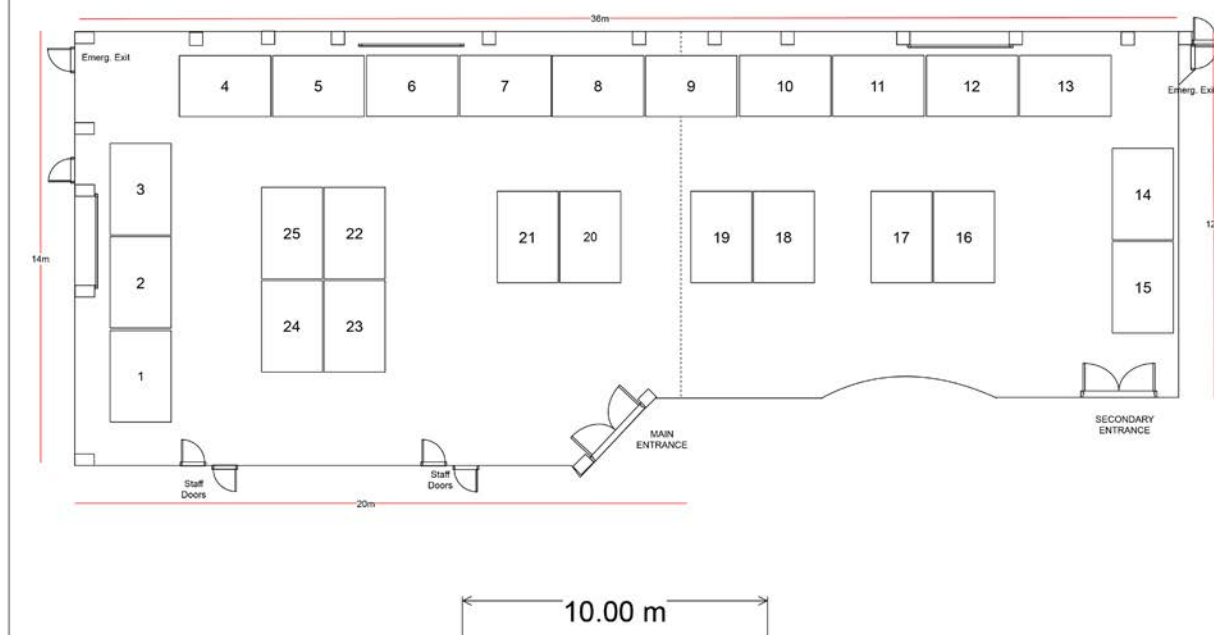 36m
Emerg. Exit
Emerg. Exit
4 5 6 7 8 9 10 11 12 13
3
14
25 22 21 20 19 18 17 16
14m
2
15
24 23
1
MAIN
ENTRANCE
SECONDARY
ENTRANCE
Staff
Doors
Staff
Doors
20m
10.00 m